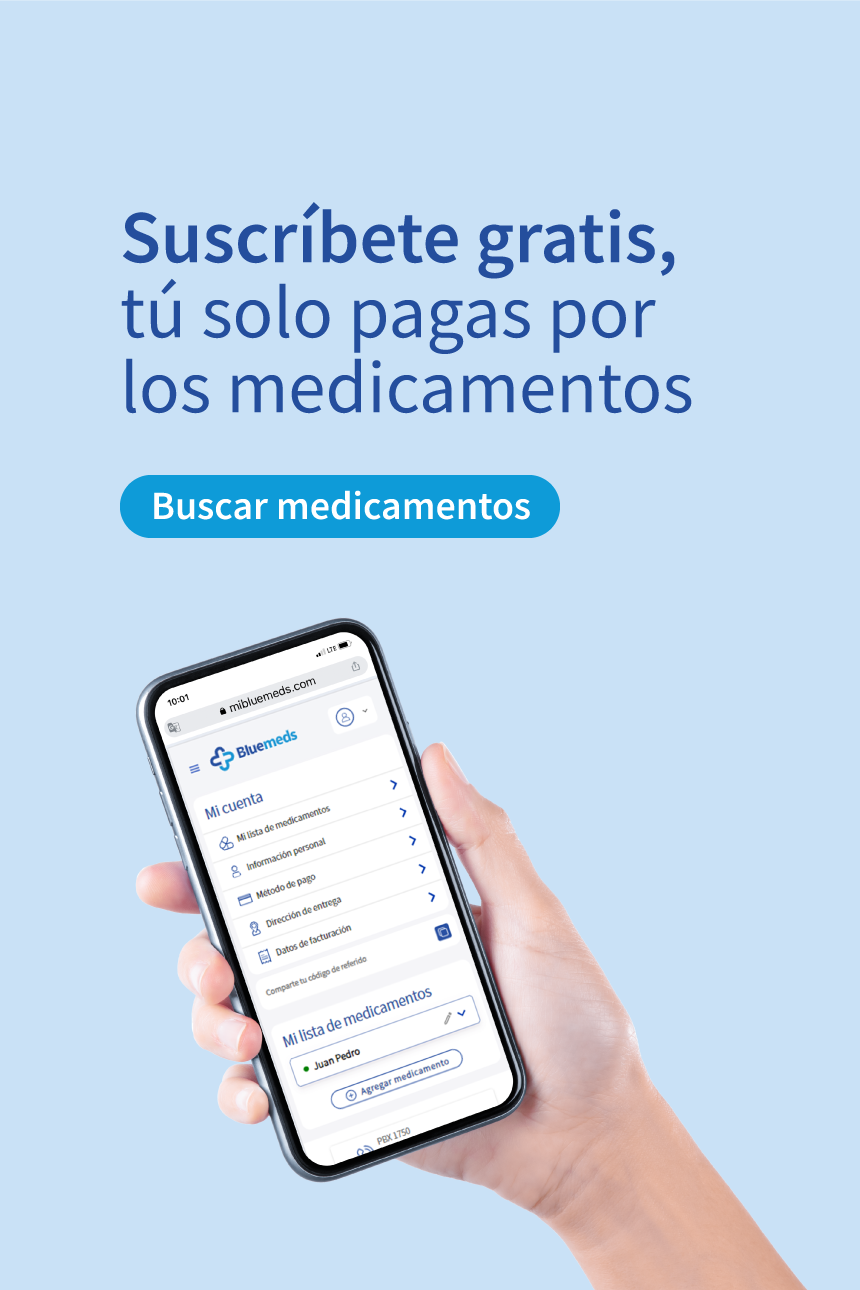 Suscríbete gratis,
tú solo pagas por
los medicamentos
Buscar medicamentos
10:01
LTE
mibluemeds.com
Bluemeds
Mi cuenta
Mi lista de medicamentos
Información personal
Método de pago
Dirección de entrega
Datos de facturación
Comparte tu código de referido
Mi lista de medicamentos
Juan Pedro
Agregar medicamento
PBX 1750